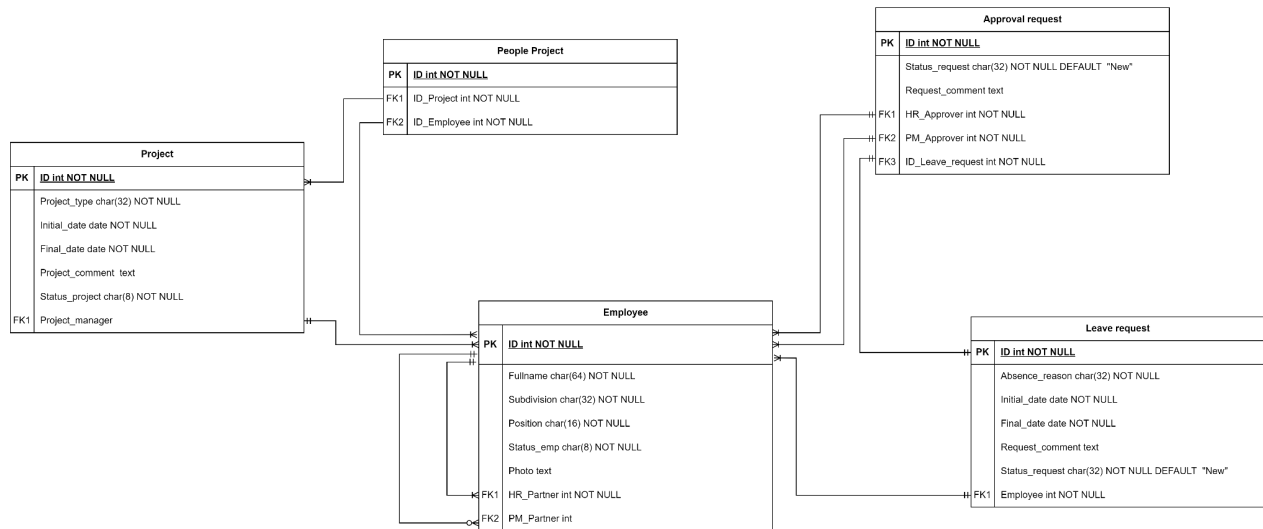 Approval request
PK ID int NOT NULL
Status_request char(32) NOT NULL DEFAULT "New"
Request_comment text
FK1 HR_Approver int NOT NULL
FK2 PM_Approver int NOT NULL
FK3 ID_Leave_request int NOT NULL
People Project
PK ID int NOT NULL
FK1 ID_Project int NOT NULL
FK2 ID_Employee int NOT NULL
Project
PK ID int NOT NULL
Project_type char(32) NOT NULL
Initial_date date NOT NULL
Final_date date NOT NULL
Project_comment text
Status_project char(8) NOT NULL
FK1 Project_manager
Employee
PK ID int NOT NULL
Fullname char(64) NOT NULL
Subdivision char(32) NOT NULL
Position char(16) NOT NULL
Status_emp char(8) NOT NULL
Photo text
FK1 HR_Partner int NOT NULL
FK2 PM_Partner int
Leave request
PK ID int NOT NULL
Absence_reason char(32) NOT NULL
Initial_date date NOT NULL
Final_date date NOT NULL
Request_comment text
Status_request char(32) NOT NULL DEFAULT "New"
FK1 Employee int NOT NULL